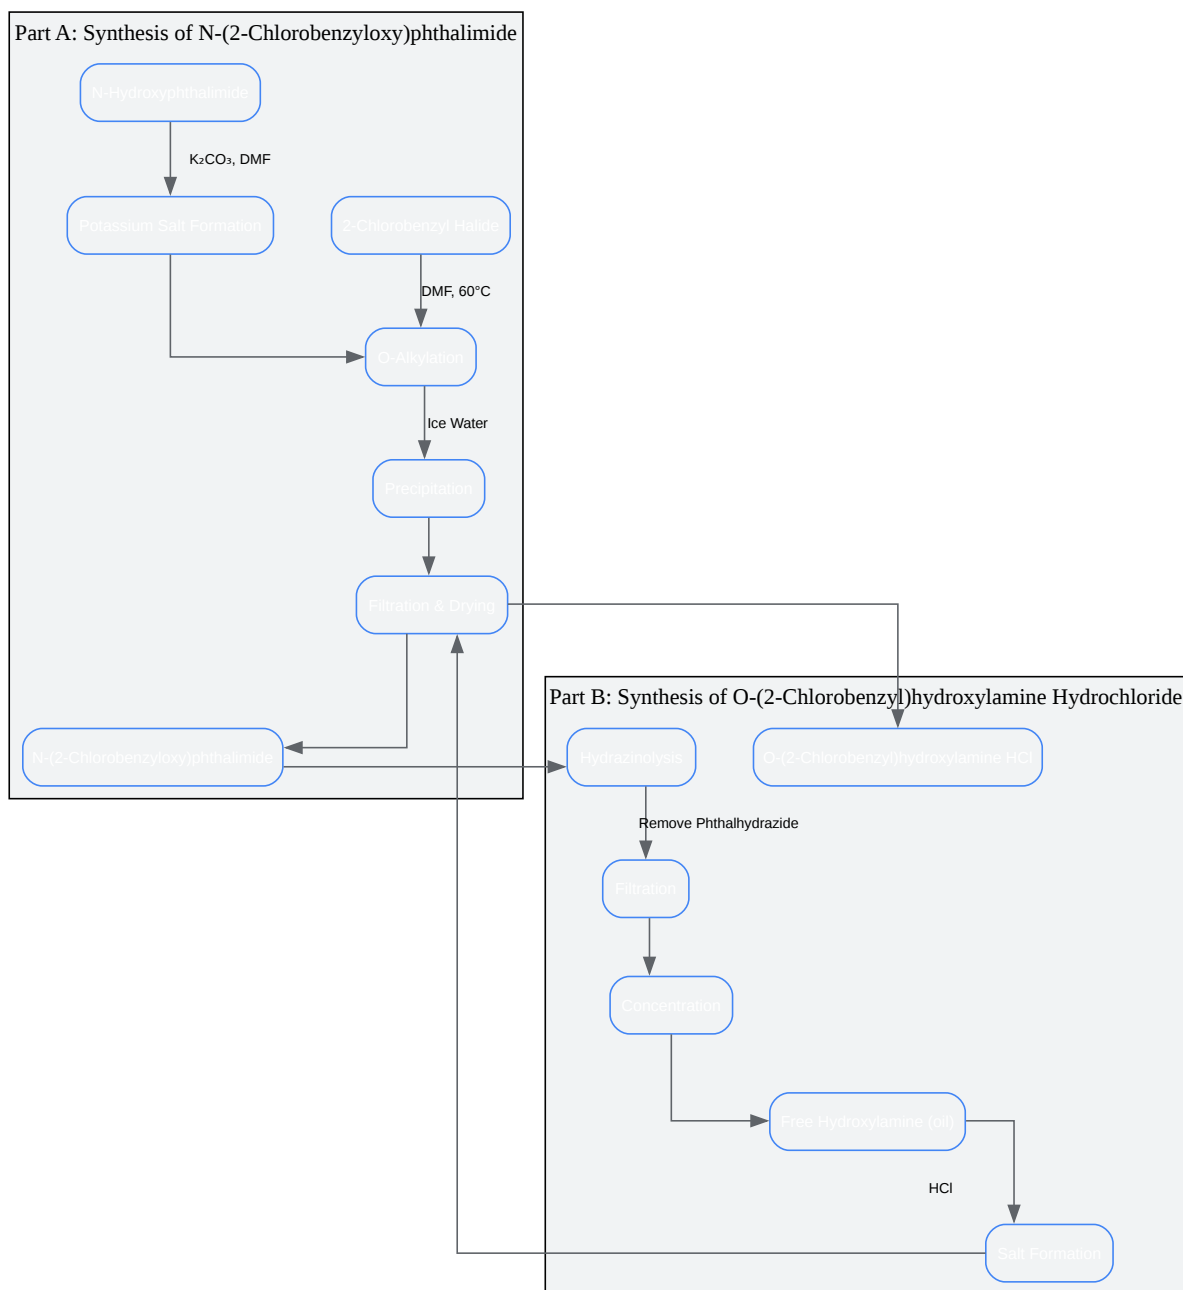 Part A: Synthesis of N-(2-Chlorobenzyloxy)phthalimide
N-Hydroxyphthalimide
K₂CO₃, DMF
Potassium Salt Formation
2-Chlorobenzyl Halide
DMF, 60°C
O-Alkylation
Ice Water
Precipitation
Filtration & Drying
N-(2-Chlorobenzyloxy)phthalimide
Part B: Synthesis of O-(2-Chlorobenzyl)hydroxylamine Hydrochloride
Hydrazinolysis
O-(2-Chlorobenzyl)hydroxylamine HCl
Remove Phthalhydrazide
Filtration
Concentration
Free Hydroxylamine (oil)
HCl
Salt Formation